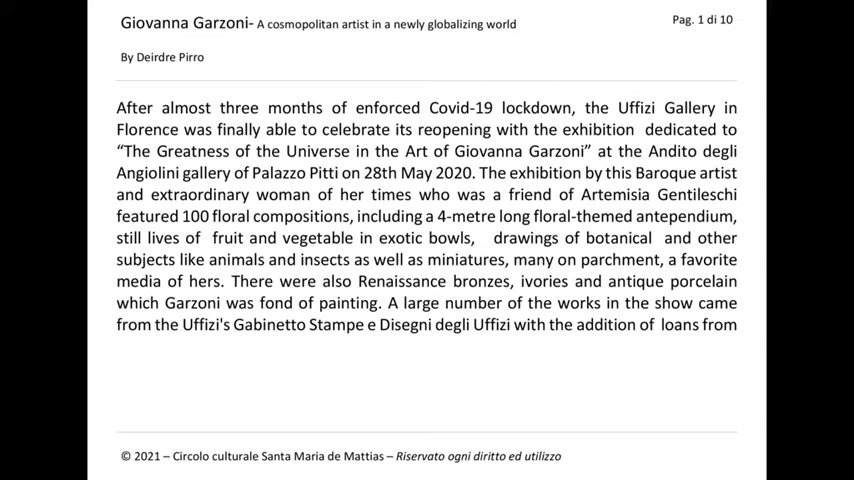 Giovanna Garzoni- A cosmopolitan artist in a newly globalizing world
Pag. 1 di 10
By Deirdre Pirro
After almost three months of enforced Covid-19 lockdown, the Uffizi Gallery in
Florence was finally able to celebrate its reopening with the exhibition dedicated to
“The Greatness of the Universe in the Art of Giovanna Garzoni” at the Andito degli
Angiolini gallery of Palazzo Pitti on 28th May 2020. The exhibition by this Baroque artist
and extraordinary woman of her times who was a friend of Artemisia Gentileschi
featured 100 floral compositions, including a 4-metre long floral-themed antependium,
still lives of fruit and vegetable in exotic bowls, drawings of botanical and other
subjects like animals and insects as well as miniatures, many on parchment, a favorite
media of hers. There were also Renaissance bronzes, ivories and antique porcelain
which Garzoni was fond of painting. A large number of the works in the show came
from the Uffizi's Gabinetto Stampe e Disegni degli Uffizi with the addition of loans from
© 2021 – Circolo culturale Santa Maria de Mattias – Riservato ogni diritto ed utilizzo